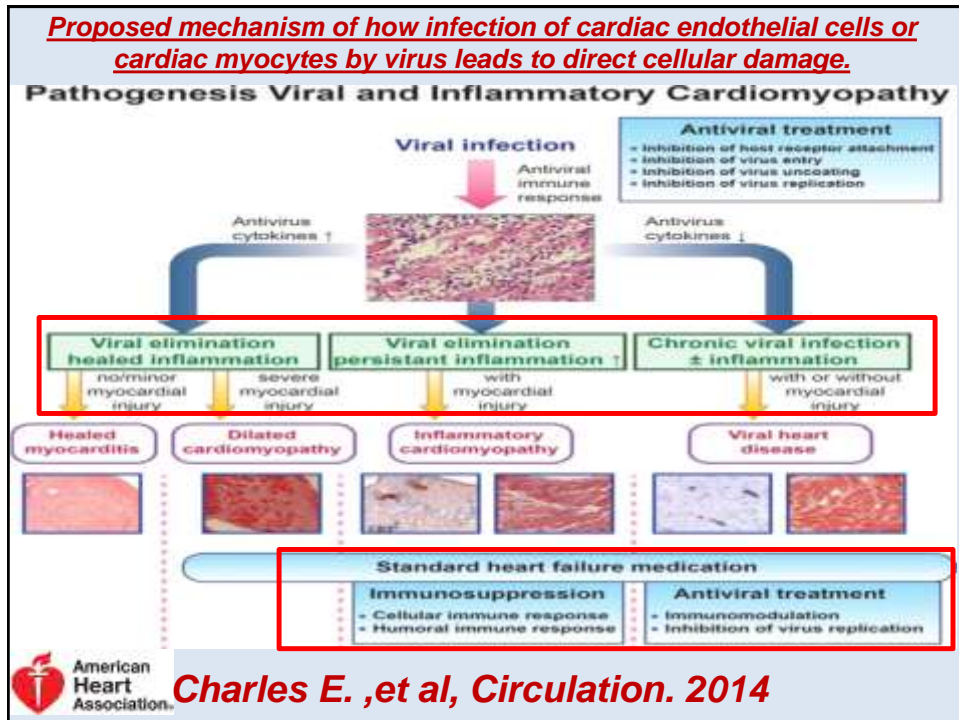 Proposed mechanism of how infection of cardiac endothelial cells or
cardiac myocytes by virus leads to direct cellular damage.
Pathogenesis Viral and Inflammatory Cardiomyopathy
Viral infection
Antiviral
immune
response
Antiviral treatment
- Inhibition of host receptor attachment
- Inhibition of virus entry
- Inhibition of virus uncoating
- Inhibition of virus replication
Antivirus
cytokines ↑
Antivirus
cytokines ↓
Viral elimination
healed inflammation
Viral elimination
persistant inflammation ↑
Chronic viral infection
± inflammation
no/minor
myocardial
injury
severe
myocardial
injury
with
myocardial
injury
with or without
myocardial
injury
Healed
myocarditis
Dilated
cardiomyopathy
Inflammatory
cardiomyopathy
Viral heart
disease
Standard heart failure medication
Immunosuppression
- Cellular immune response
- Humoral immune response
Antiviral treatment
- Immunomodulation
- Inhibition of virus replication
American
Heart
Association®
Charles E. ,et al, Circulation. 2014